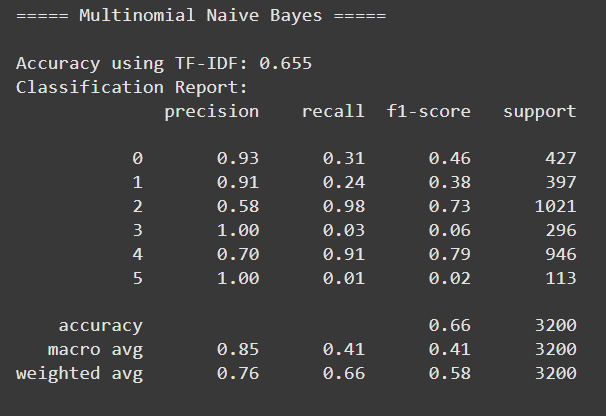 ===== Multinomial Naive Bayes =====
Accuracy using TF-IDF: 0.655
Classification Report:
precision recall f1-score support
0 0.93 0.31 0.46 427
1 0.91 0.24 0.38 397
2 0.58 0.98 0.73 1021
3 1.00 0.03 0.06 296
4 0.70 0.91 0.79 946
5 1.00 0.01 0.02 113
accuracy 0.66 3200
macro avg 0.85 0.41 0.41 3200
weighted avg 0.76 0.66 0.58 3200